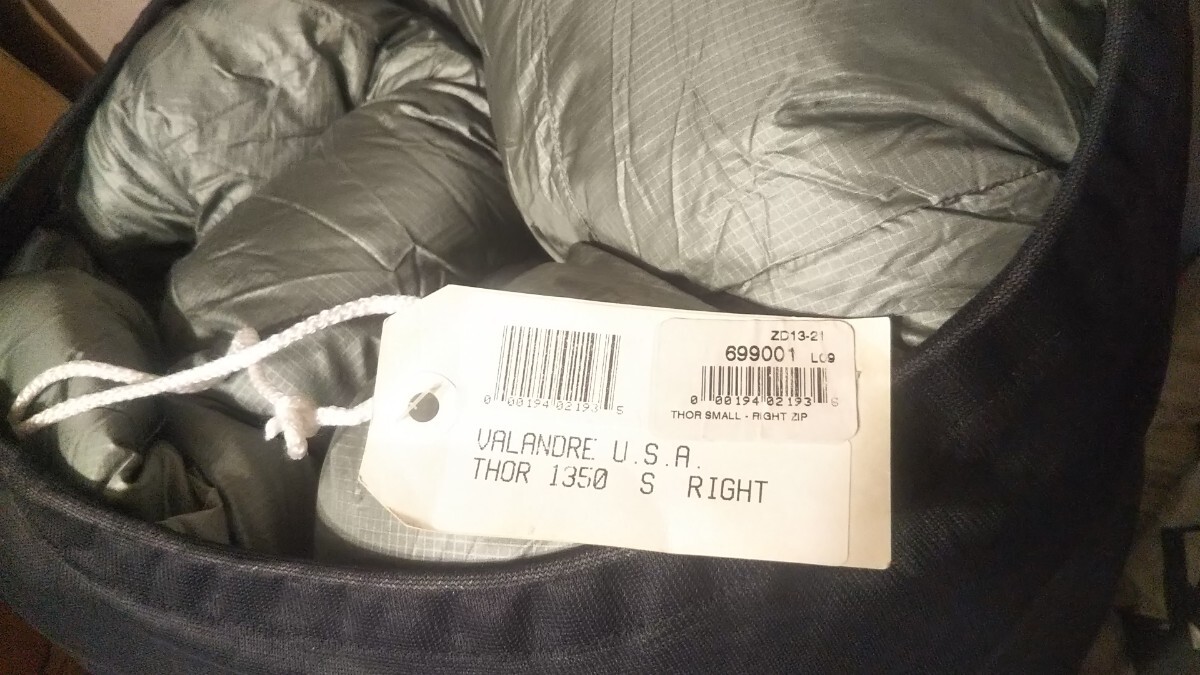 0 00194 02193 5
VALANDRE U.S.A.
THOR 1350 S RIGHT
ZD13-21
699001 L09
0 00194 02193 6
THOR SMALL - RIGHT ZIP